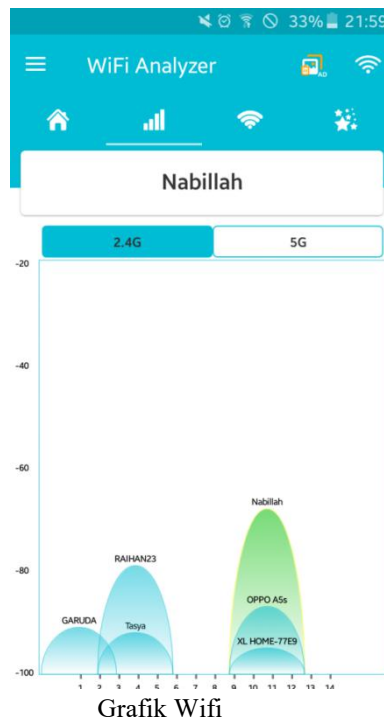 33% 21:59
WiFi Analyzer
AD
Nabillah
2.4G 5G
-20
-40
-60
Nabillah
RAIHAN23
-80
OPPO A5s
GARUDA Tasya
XL HOME-77E9
-100
1 2 3 4 5 6 7 8 9 10 11 12 13 14
Grafik Wifi